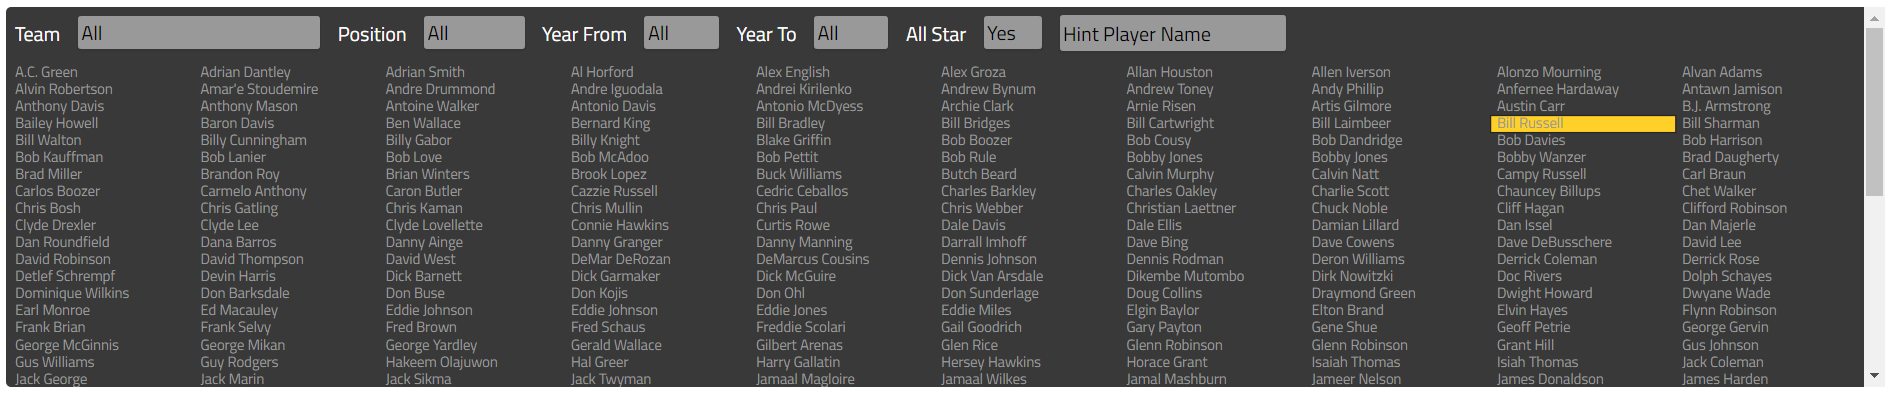 Team All Position All Year From All Year To All All Star Yes Hint Player Name
A.C. Green Adrian Dantley Adrian Smith Al Horford Alex English Alex Groza Allan Houston Allen Iverson Alonzo Mourning Alvan Adams
Alvin Robertson Amar'e Stoudemire Andre Drummond Andre Iguodala Andrei Kirilenko Andrew Bynum Andrew Toney Andy Phillip Anfernee Hardaway Antawn Jamison
Anthony Davis Anthony Mason Antoine Walker Antonio Davis Antonio McDyess Archie Clark Arnie Risen Artis Gilmore Austin Carr B.J. Armstrong
Bailey Howell Baron Davis Ben Wallace Bernard King Bill Bradley Bill Bridges Bill Cartwright Bill Laimbeer Bill Russell Bill Sharman
Bill Walton Billy Cunningham Billy Gabor Billy Knight Blake Griffin Bob Boozer Bob Cousy Bob Dandridge Bob Davies Bob Harrison
Bob Kauffman Bob Lanier Bob Love Bob McAdoo Bob Pettit Bob Rule Bobby Jones Bobby Jones Bobby Wanzer Brad Daugherty
Brad Miller Brandon Roy Brian Winters Brook Lopez Buck Williams Butch Beard Calvin Murphy Calvin Natt Campy Russell Carl Braun
Carlos Boozer Carmelo Anthony Caron Butler Cazzie Russell Cedric Ceballos Charles Barkley Charles Oakley Charlie Scott Chauncey Billups Chet Walker
Chris Bosh Chris Gatling Chris Kaman Chris Mullin Chris Paul Chris Webber Christian Laettner Chuck Noble Cliff Hagan Clifford Robinson
Clyde Drexler Clyde Lee Clyde Lovellette Connie Hawkins Curtis Rowe Dale Davis Dale Ellis Damian Lillard Dan Issel Dan Majerle
Dan Roundfield Dana Barros Danny Ainge Danny Granger Danny Manning Darrall Imhoff Dave Bing Dave Cowens Dave DeBusschere David Lee
David Robinson David Thompson David West DeMar DeRozan DeMarcus Cousins Dennis Johnson Dennis Rodman Deron Williams Derrick Coleman Derrick Rose
Detlef Schrempf Devin Harris Dick Barnett Dick Garmaker Dick McGuire Dick Van Arsdale Dikembe Mutombo Dirk Nowitzki Doc Rivers Dolph Schayes
Dominique Wilkins Don Barksdale Don Buse Don Kojis Don Ohl Don Sunderlage Doug Collins Draymond Green Dwight Howard Dwyane Wade
Earl Monroe Ed Macauley Eddie Johnson Eddie Johnson Eddie Jones Eddie Miles Elgin Baylor Elton Brand Elvin Hayes Flynn Robinson
Frank Brian Frank Selvy Fred Brown Fred Schaus Freddie Scolari Gail Goodrich Gary Payton Gene Shue Geoff Petrie George Gervin
George McGinnis George Mikan George Yardley Gerald Wallace Gilbert Arenas Glen Rice Glenn Robinson Glenn Robinson Grant Hill Gus Johnson
Gus Williams Guy Rodgers Hakeem Olajuwon Hal Greer Harry Gallatin Hersey Hawkins Horace Grant Isaiah Thomas Isiah Thomas Jack Coleman
Jack George Jack Marin Jack Sikma Jack Twyman Jamaal Magloire Jamaal Wilkes Jamal Mashburn Jameer Nelson James Donaldson James Harden